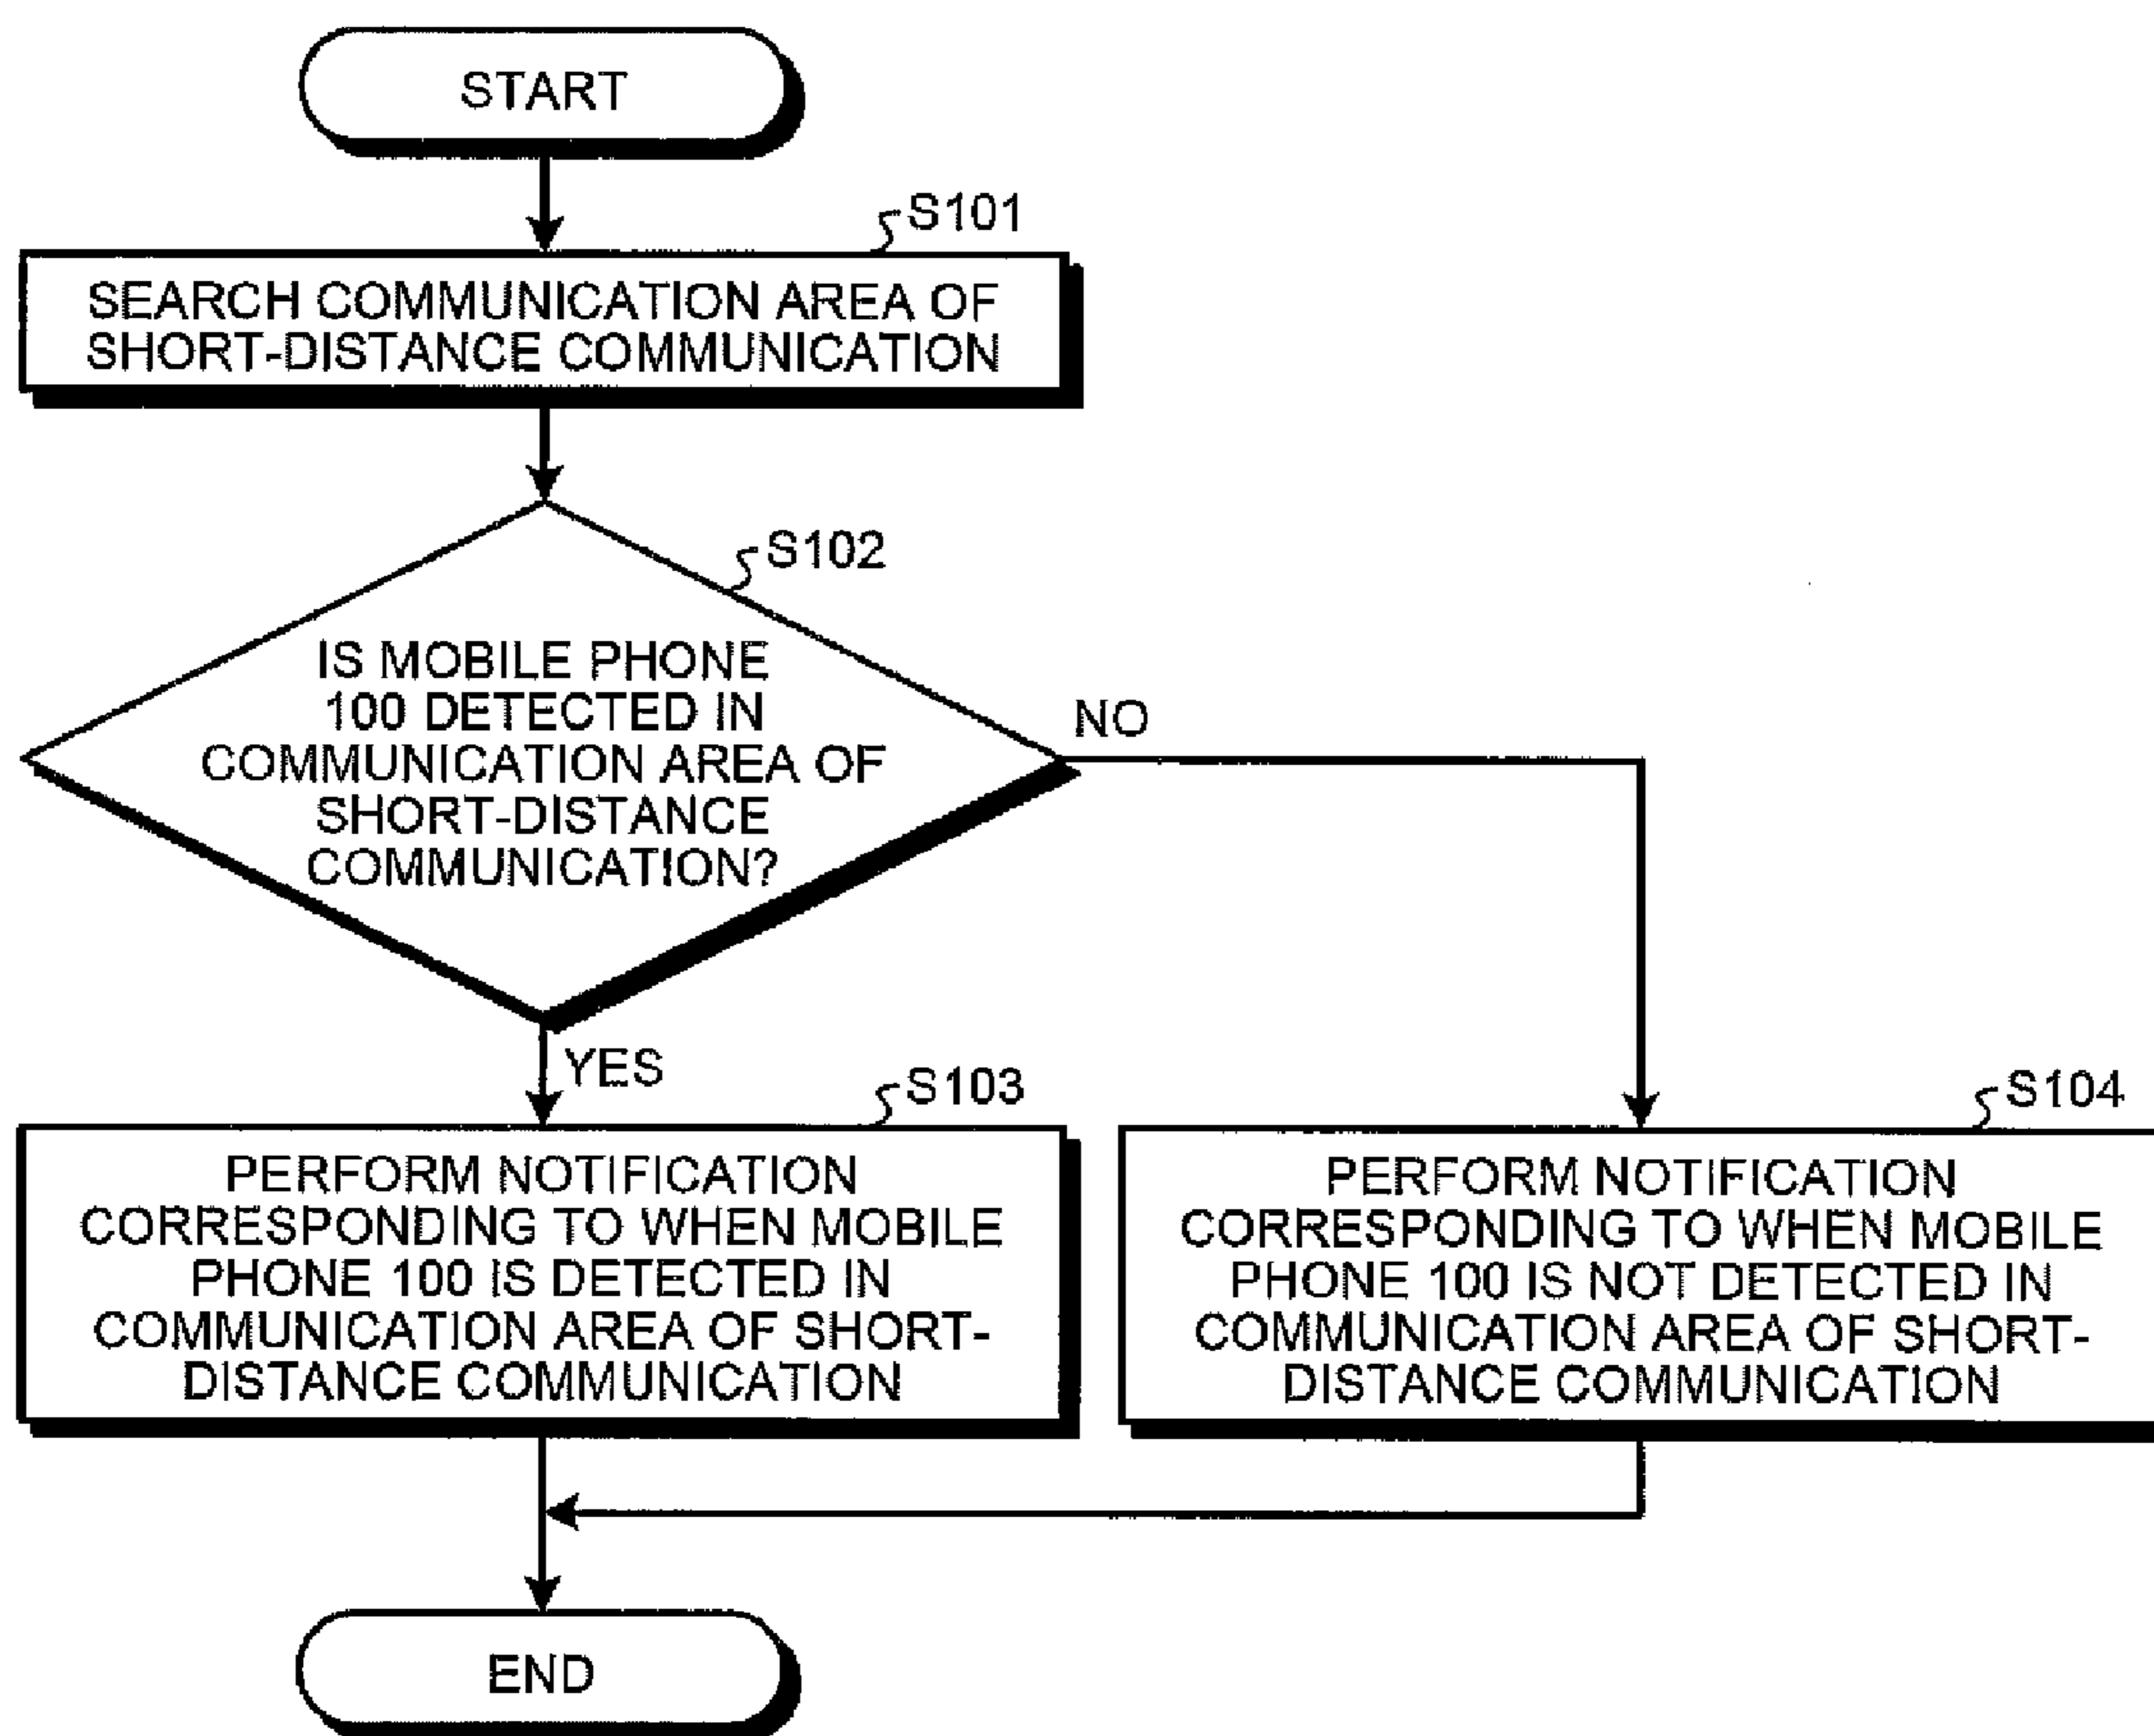 START
S101
SEARCH COMMUNICATION AREA OF
SHORT-DISTANCE COMMUNICATION
S102
IS MOBILE PHONE
100 DETECTED IN
COMMUNICATION AREA OF
SHORT-DISTANCE
COMMUNICATION?
NO
YES
S103
PERFORM NOTIFICATION
CORRESPONDING TO WHEN MOBILE
PHONE 100 IS DETECTED IN
COMMUNICATION AREA OF SHORT-
DISTANCE COMMUNICATION
S104
PERFORM NOTIFICATION
CORRESPONDING TO WHEN MOBILE
PHONE 100 IS NOT DETECTED IN
COMMUNICATION AREA OF SHORT-
DISTANCE COMMUNICATION
END